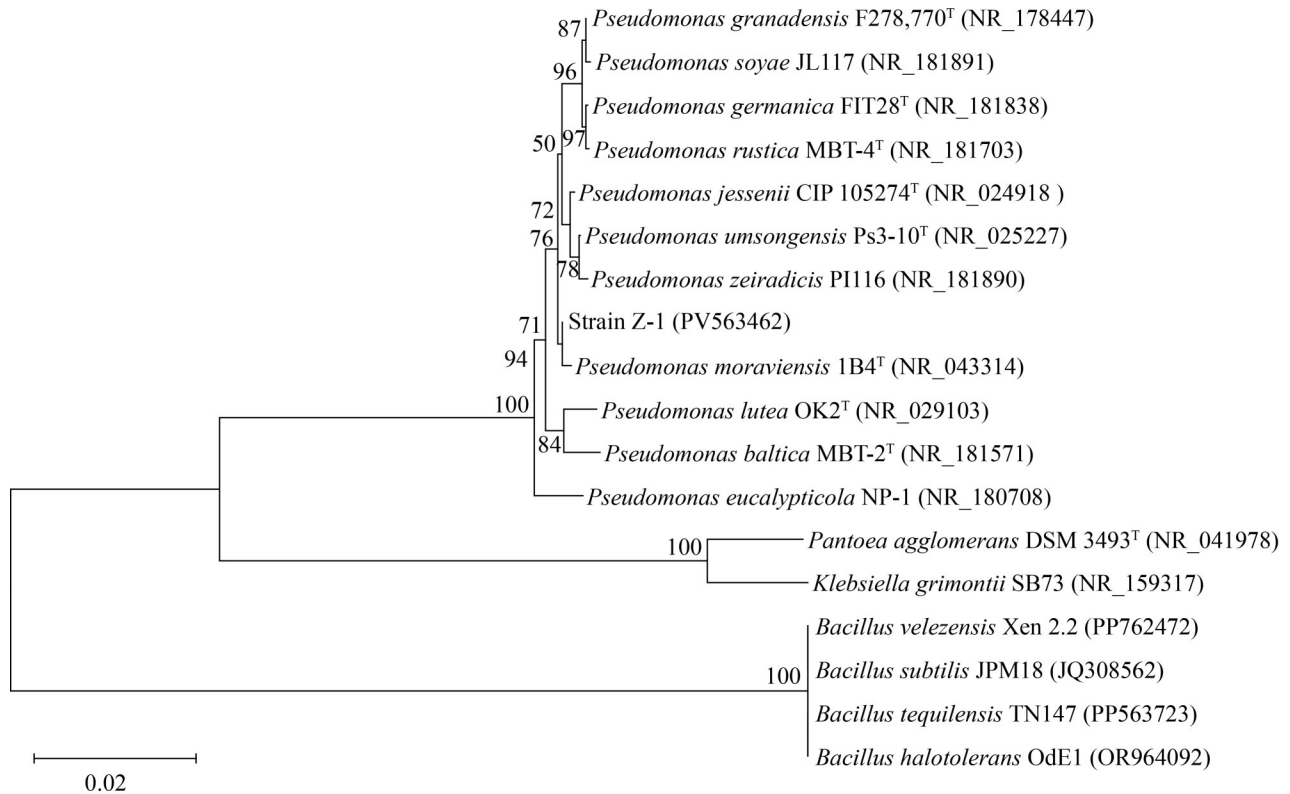 87
Pseudomonas granadensis F278,770ᵀ (NR_178447)
Pseudomonas soyae JL117 (NR_181891)
96
Pseudomonas germanica FIT28ᵀ (NR_181838)
97
50
Pseudomonas rustica MBT-4ᵀ (NR_181703)
Pseudomonas jessenii CIP 105274ᵀ (NR_024918 )
72
76
Pseudomonas umsongensis Ps3-10ᵀ (NR_025227)
78
Pseudomonas zeiradicis PI116 (NR_181890)
71
Strain Z-1 (PV563462)
94
Pseudomonas moraviensis 1B4ᵀ (NR_043314)
100
Pseudomonas lutea OK2ᵀ (NR_029103)
84
Pseudomonas baltica MBT-2ᵀ (NR_181571)
Pseudomonas eucalypticola NP-1 (NR_180708)
100
Pantoea agglomerans DSM 3493ᵀ (NR_041978)
Klebsiella grimontii SB73 (NR_159317)
Bacillus velezensis Xen 2.2 (PP762472)
100
Bacillus subtilis JPM18 (JQ308562)
Bacillus tequilensis TN147 (PP563723)
Bacillus halotolerans OdE1 (OR964092)
0.02